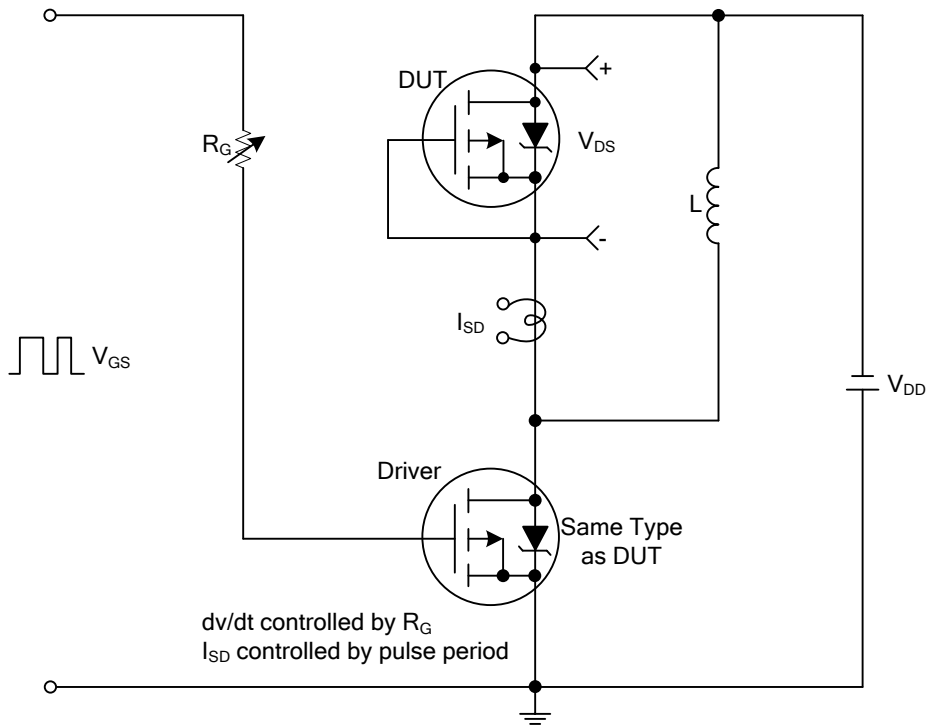 DUT
+
R_G
V_DS
L
-
I_SD
V_GS
V_DD
Driver
Same Type
as DUT
dv/dt controlled by R_G
I_SD controlled by pulse period